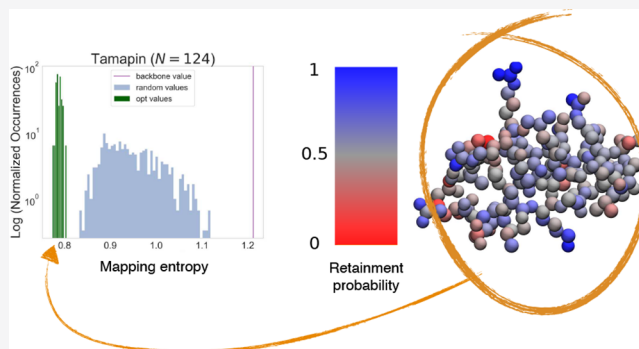 Tamapin (N = 124)
backbone value
random values
opt values
Log (Normalized Occurrences)
10²
10¹
10⁰
0.8 0.9 1.0 1.1 1.2
Mapping entropy
1
0.5
0
Retainment
probability